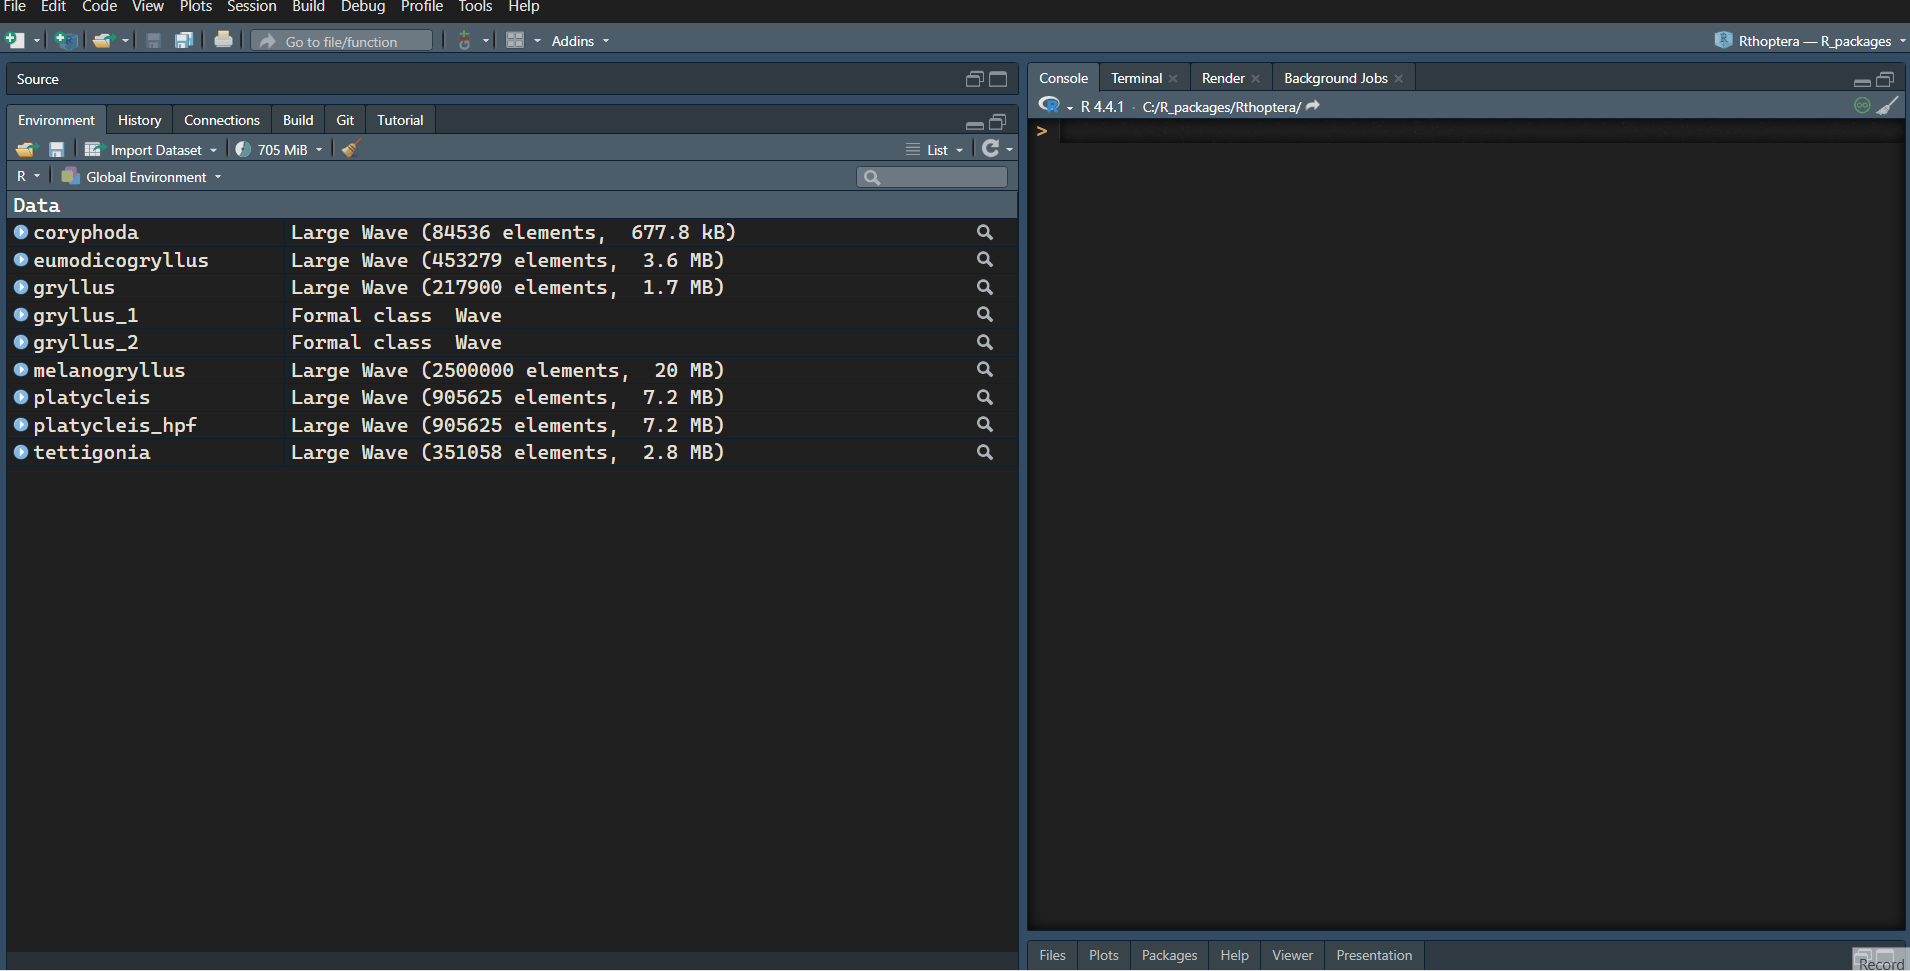 File Edit Code View Plots Session Build Debug Profile Tools Help
Go to file/function Addins Rthoptera — R_packages
Source
Environment History Connections Build Git Tutorial
Import Dataset 705 MiB List
R Global Environment
Data
coryphoda Large Wave (84536 elements, 677.8 kB)
eumodicogryllus Large Wave (453279 elements, 3.6 MB)
gryllus Large Wave (217900 elements, 1.7 MB)
gryllus_1 Formal class Wave
gryllus_2 Formal class Wave
melanogryllus Large Wave (2500000 elements, 20 MB)
platycleis Large Wave (905625 elements, 7.2 MB)
platycleis_hpf Large Wave (905625 elements, 7.2 MB)
tettigonia Large Wave (351058 elements, 2.8 MB)
Console Terminal Render Background Jobs
R 4.4.1 · C:/R_packages/Rthoptera/
>
Files Plots Packages Help Viewer Presentation
Record